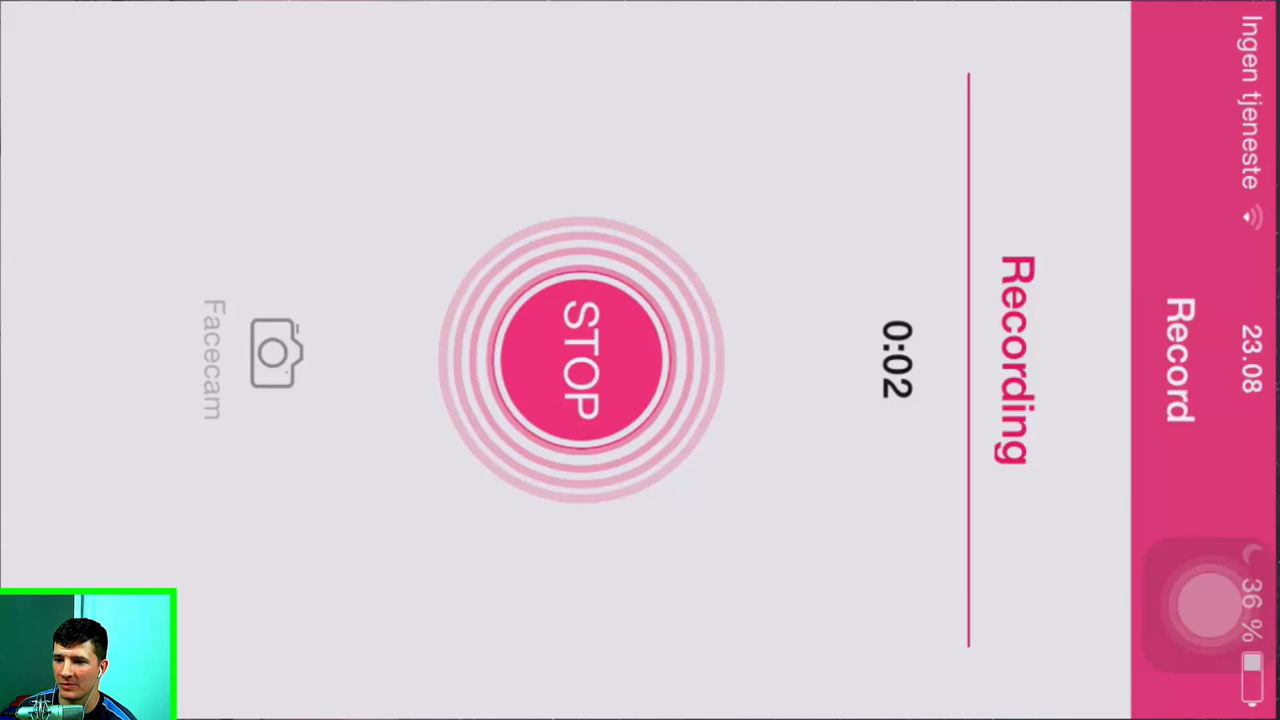 Ingen tjeneste 23.08 36 %
Record
Recording
0:02
STOP
Facecam